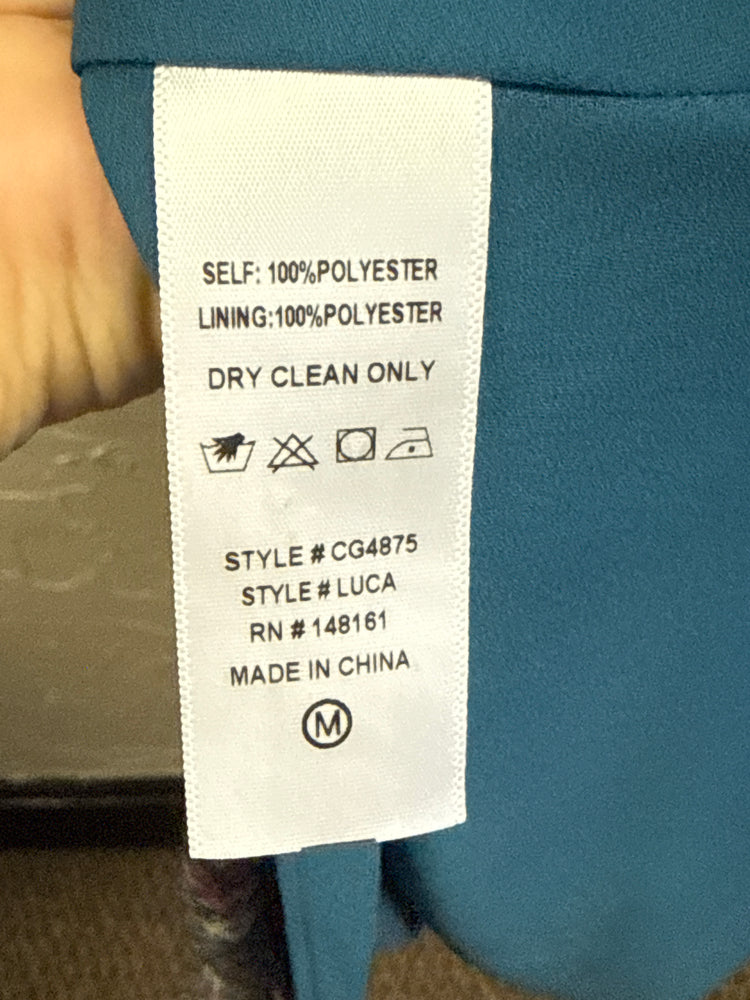 SELF: 100%POLYESTER
LINING:100%POLYESTER
DRY CLEAN ONLY
STYLE # CG4875
STYLE # LUCA
RN # 148161
MADE IN CHINA
M